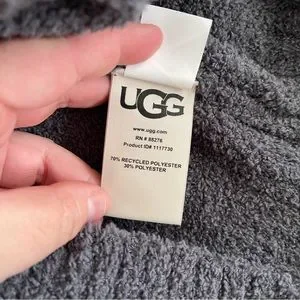 UGG
www.ugg.com
RN # 88276
Product ID# 1117730
70% RECYCLED POLYESTER
30% POLYESTER